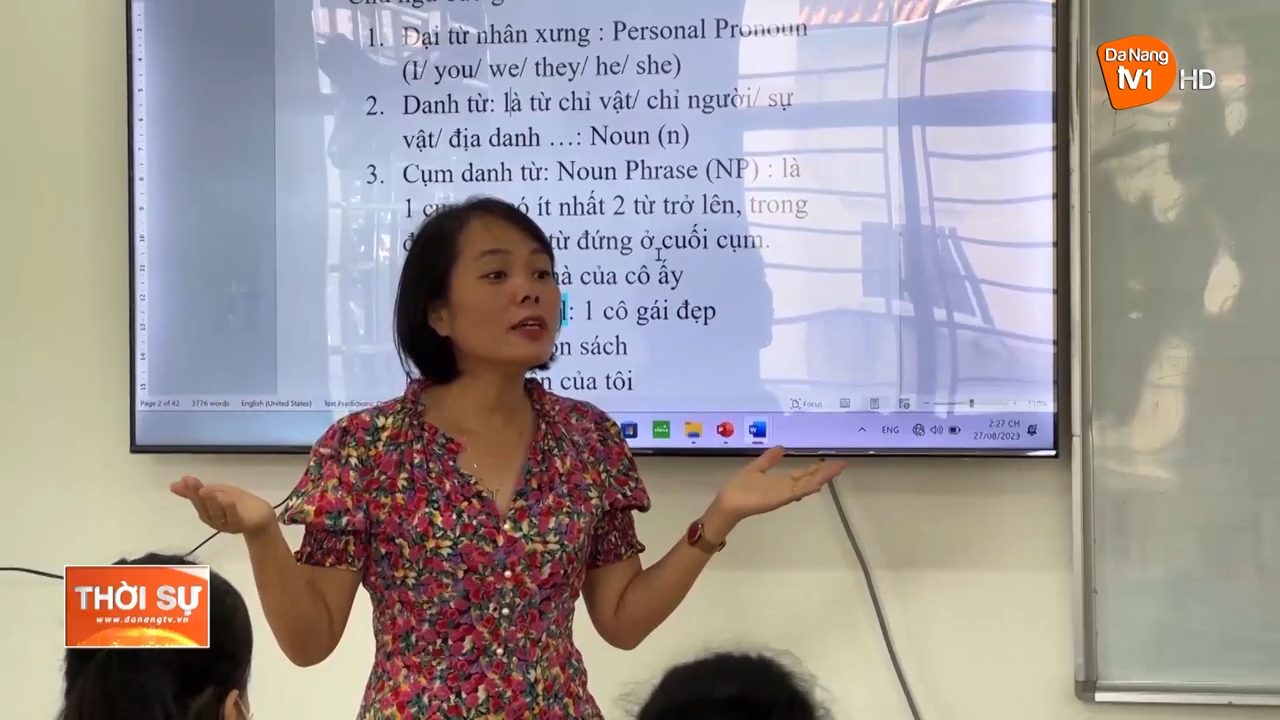 1. Đại từ nhân xưng : Personal Pronoun
(I/ you/ we/ they/ he/ she)
2. Danh từ: là từ chỉ vật/ chỉ người/ sự
vật/ địa danh …: Noun (n)
3. Cụm danh từ: Noun Phrase (NP) : là
1 có ít nhất 2 từ trở lên, trong
từ đứng ở cuối cụm.
của cô ấy
: 1 cô gái đẹp
sách
của tôi
Page 2 of 42 3776 words English (United States) Text Predictions: Focus 110%
ENG 2:27 CH
27/08/2023
Da Nang
tv1 HD
THỜI SỰ
www.danangtv.vn